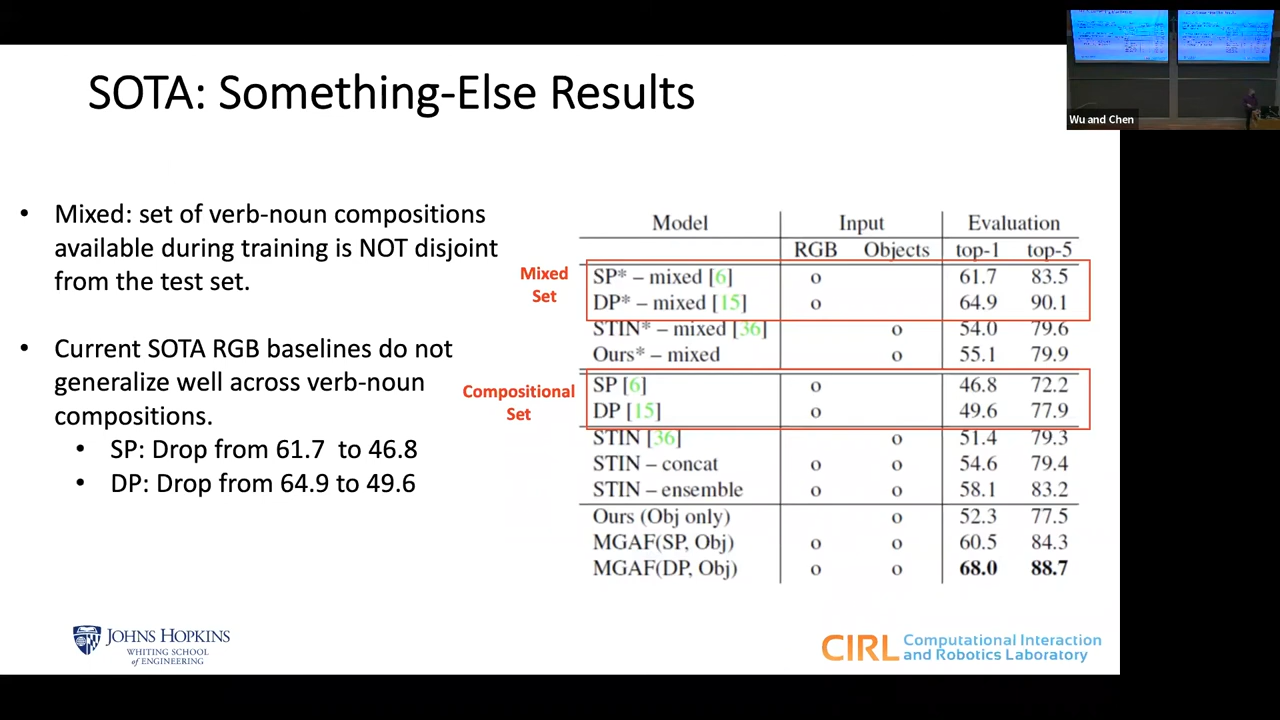 SOTA: Something-Else Results
Wu and Chen
• Mixed: set of verb-noun compositions
available during training is NOT disjoint
from the test set.
• Current SOTA RGB baselines do not
generalize well across verb-noun
compositions.
• SP: Drop from 61.7 to 46.8
• DP: Drop from 64.9 to 49.6
Mixed
Set
Compositional
Set
Model Input Evaluation
RGB Objects top-1 top-5
SP* – mixed [6] o 61.7 83.5
DP* – mixed [15] o 64.9 90.1
STIN* – mixed [36] o 54.0 79.6
Ours* – mixed o 55.1 79.9
SP [6] o 46.8 72.2
DP [15] o 49.6 77.9
STIN [36] o 51.4 79.3
STIN – concat o o 54.6 79.4
STIN – ensemble o o 58.1 83.2
Ours (Obj only) o 52.3 77.5
MGAF(SP, Obj) o o 60.5 84.3
MGAF(DP, Obj) o o 68.0 88.7
JOHNS HOPKINS
WHITING SCHOOL
of ENGINEERING
CIRL Computational Interaction
and Robotics Laboratory